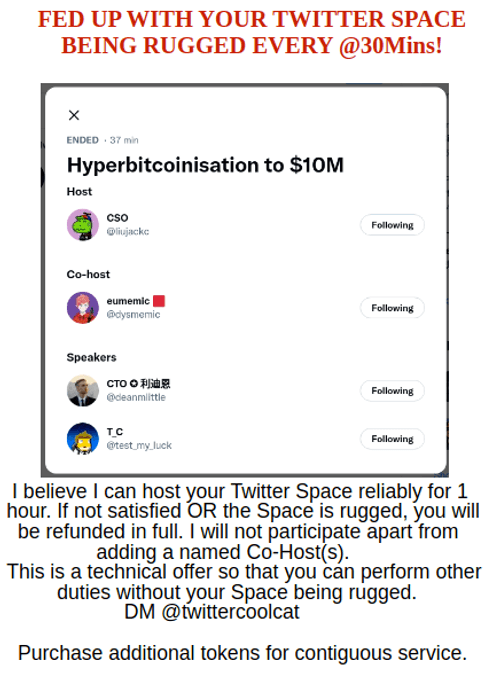 FED UP WITH YOUR TWITTER SPACE
BEING RUGGED EVERY @30Mins!
ENDED · 37 min
Hyperbitcoinisation to $10M
Host
CSO
@liujackc
Following
Co-host
eumemic 🟥
@dysmemic
Following
Speakers
CTO ✪ 利迪恩
@deanmlittle
Following
T_C
@test_my_luck
Following
I believe I can host your Twitter Space reliably for 1
hour. If not satisfied OR the Space is rugged, you will
be refunded in full. I will not participate apart from
adding a named Co-Host(s).
This is a technical offer so that you can perform other
duties without your Space being rugged.
DM @twittercoolcat
Purchase additional tokens for contiguous service.